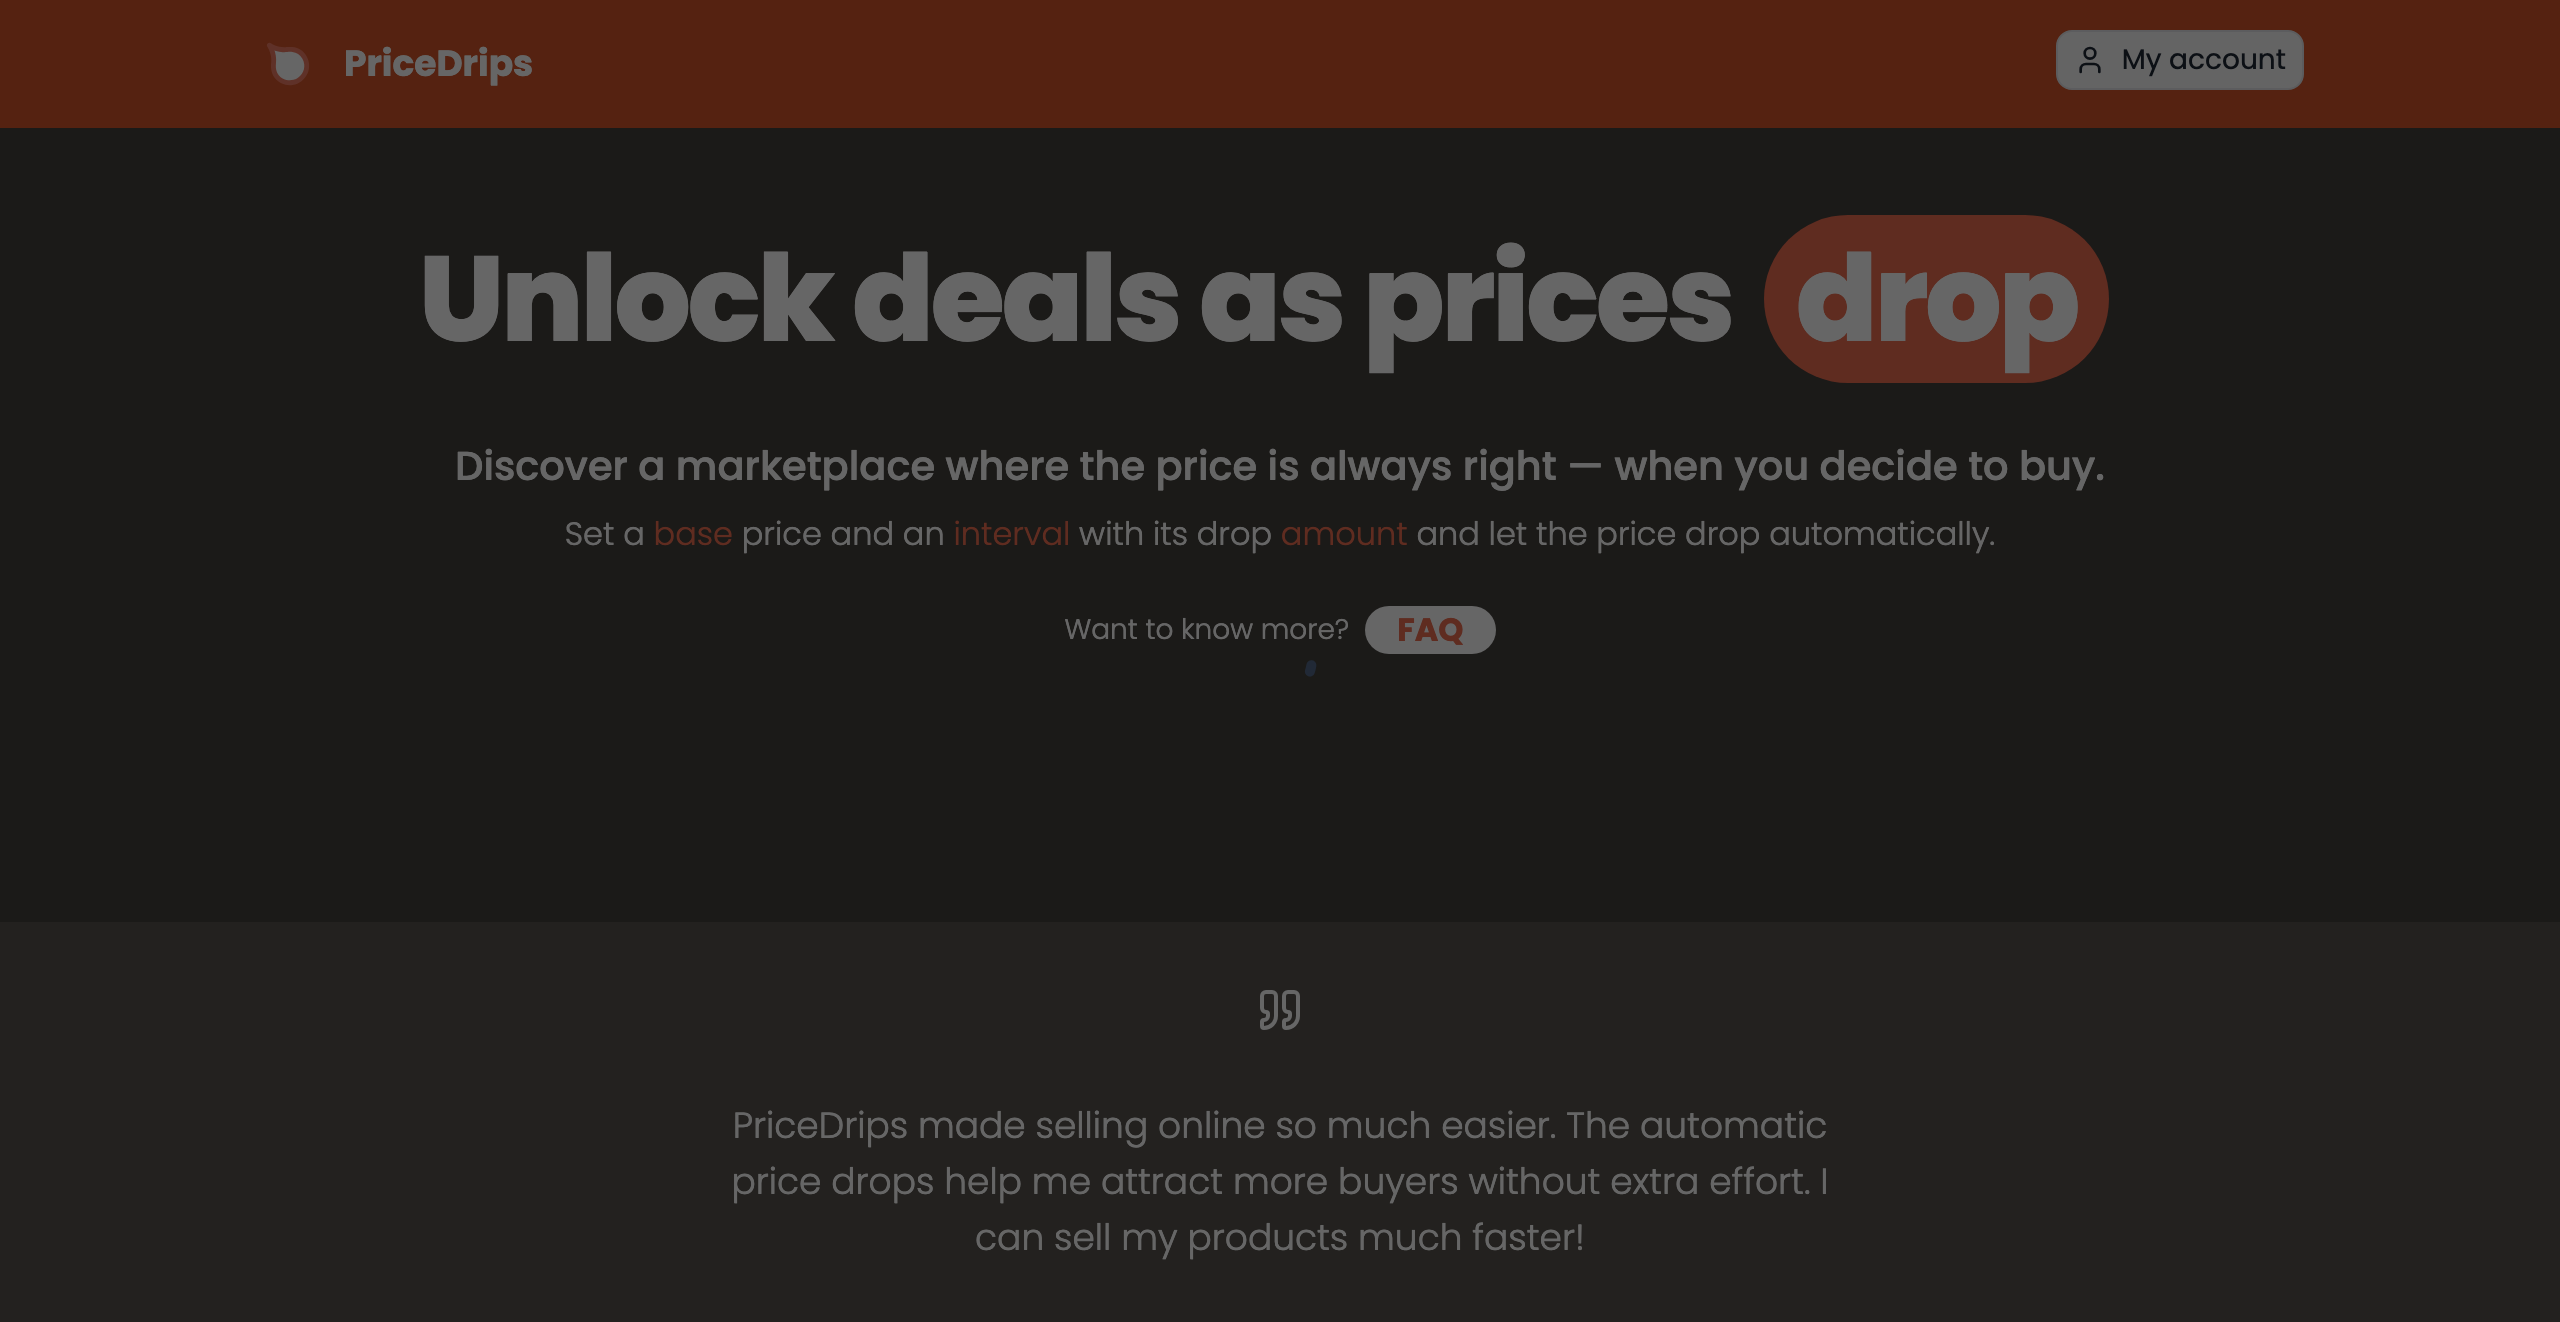 PriceDrips
My account
Unlock deals as prices drop
Discover a marketplace where the price is always right — when you decide to buy.
Set a base price and an interval with its drop amount and let the price drop automatically.
Want to know more? FAQ
PriceDrips made selling online so much easier. The automatic
price drops help me attract more buyers without extra effort. I
can sell my products much faster!